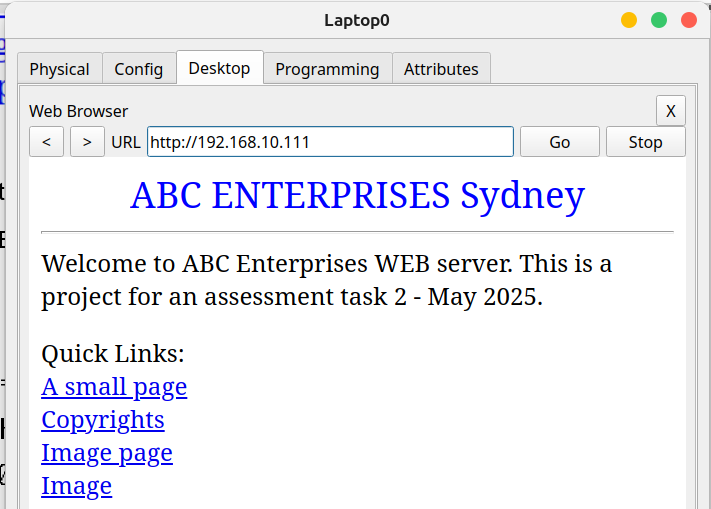 Laptop0
Physical Config Desktop Programming Attributes
Web Browser X
< > URL http://192.168.10.111 Go Stop
ABC ENTERPRISES Sydney
Welcome to ABC Enterprises WEB server. This is a
project for an assessment task 2 - May 2025.
Quick Links:
A small page
Copyrights
Image page
Image